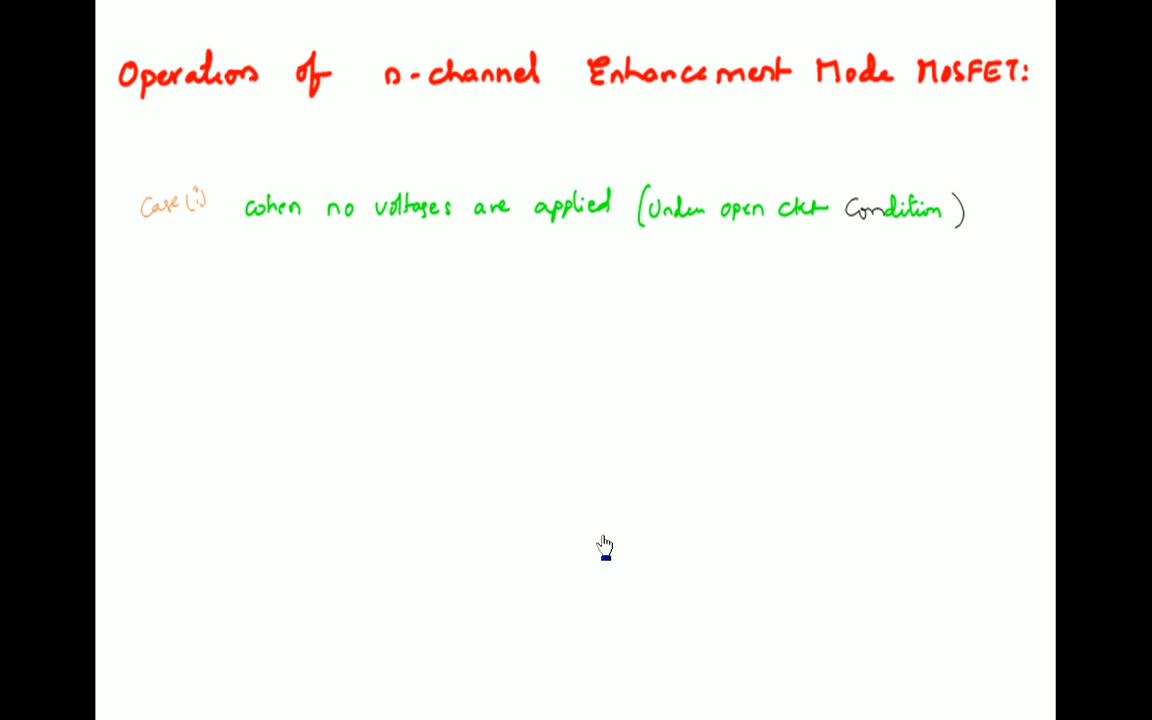 Operation of n-channel Enhancement Mode MOSFET:
Case(i) when no voltages are applied (Under open ckt Condition)